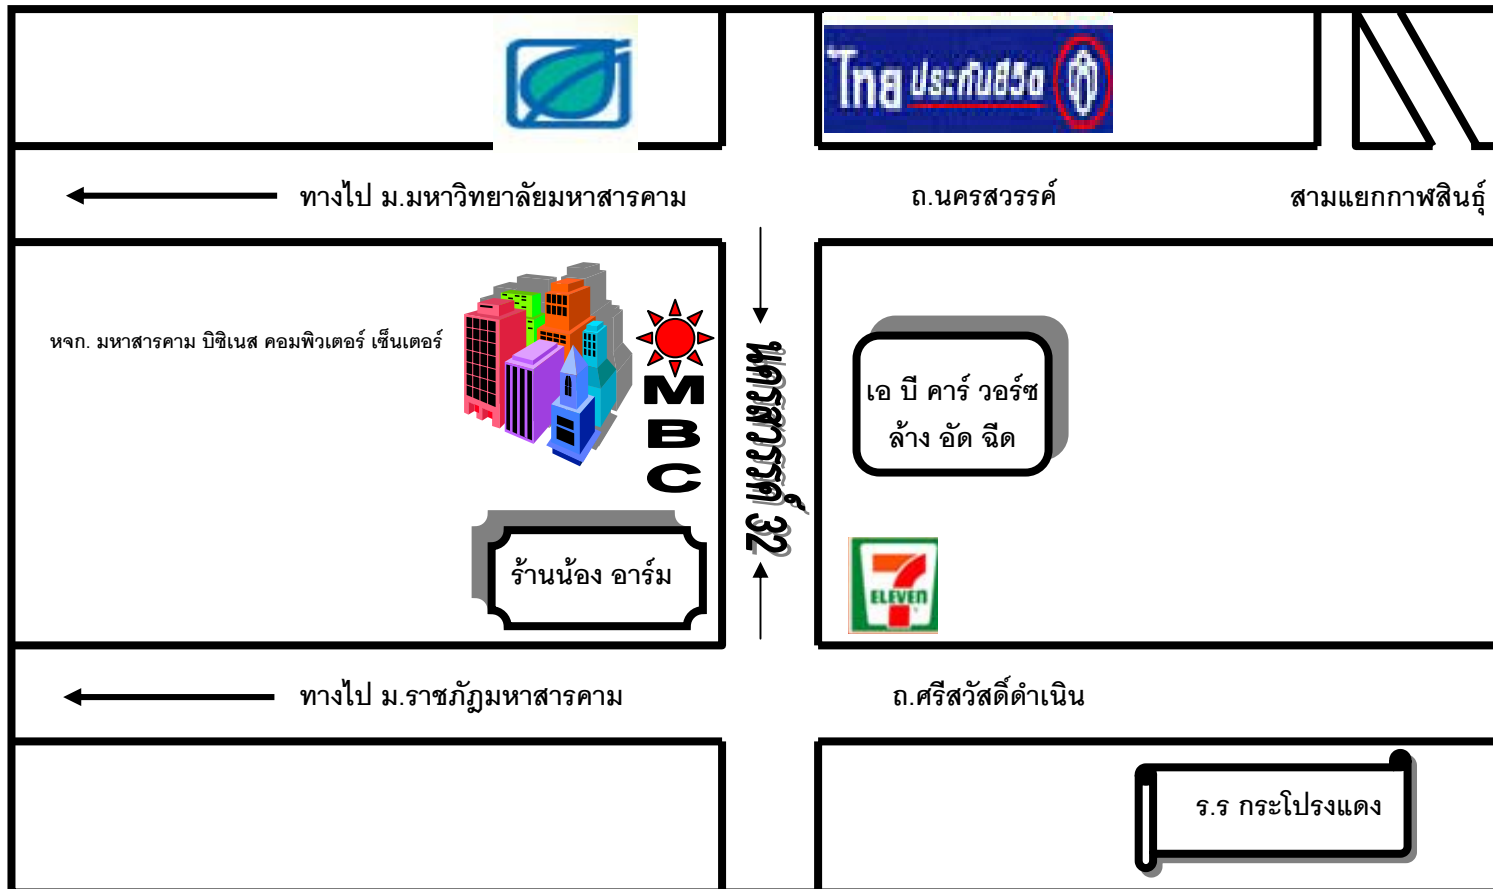 ไทยประกันชีวิต
ทางไป ม.มหาวิทยาลัยมหาสารคาม
ถ.นครสวรรค์
สามแยกกาฬสินธุ์
หจก. มหาสารคาม บิซิเนส คอมพิวเตอร์ เซ็นเตอร์
M
B
C
นครสวรรค์ 32
เอ บี คาร์ วอร์ซ
ล้าง อัด ฉีด
ร้านน้อง อาร์ม
7
ELEVEn
ทางไป ม.ราชภัฏมหาสารคาม
ถ.ศรีสวัสดิ์ดำเนิน
ร.ร กระโปรงแดง